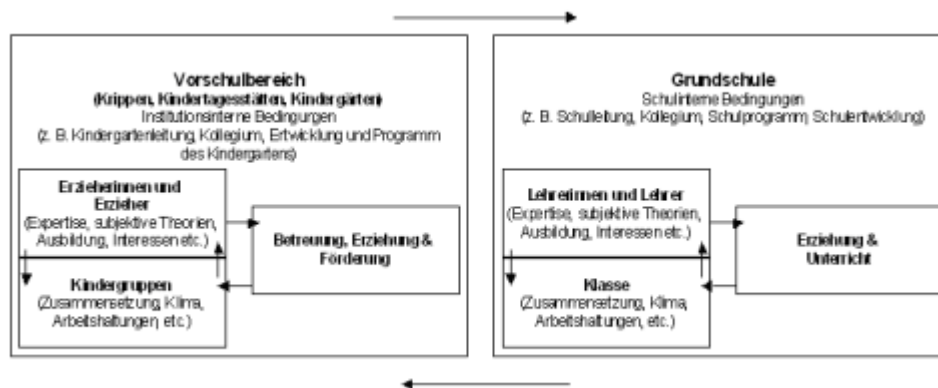 Vorschulbereich
(Krippen, Kindertagesstätten, Kindergärten)
Institutionsinterne Bedingungen
(z. B. Kindergartenleitung, Kollegium, Entwicklung und Programm
des Kindergartens)
Erzieherinnen und
Erzieher
(Expertise, subjektive Theorien,
Ausbildung, Interessen etc.)
Kindergruppen
(Zusammensetzung, Klima,
Arbeitshaltungen, etc.)
Betreuung, Erziehung &
Förderung
Grundschule
Schulinterne Bedingungen
(z. B. Schulleitung, Kollegium, Schulprogramm, Schulentwicklung)
Lehrerinnen und Lehrer
(Expertise, subjektive Theorien,
Ausbildung, Interessen etc.)
Klasse
(Zusammensetzung, Klima,
Arbeitshaltungen, etc.)
Erziehung &
Unterricht